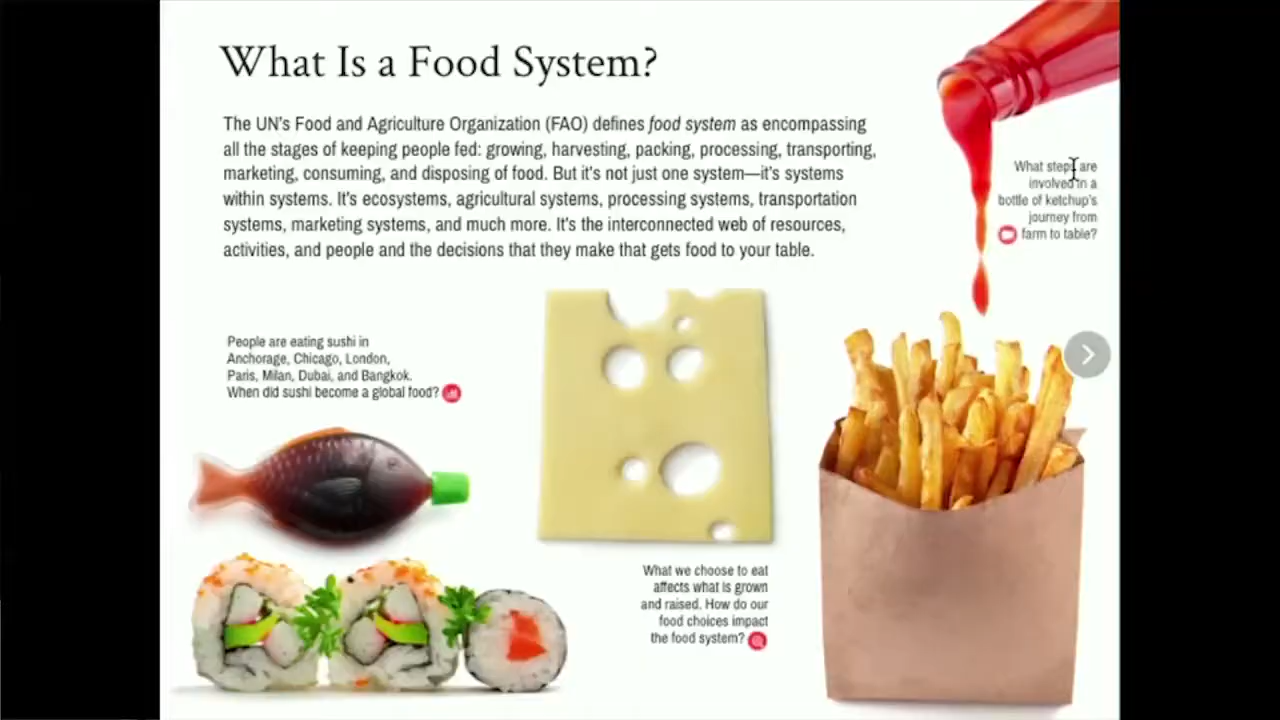 What Is a Food System?
The UN's Food and Agriculture Organization (FAO) defines food system as encompassing
all the stages of keeping people fed: growing, harvesting, packing, processing, transporting,
marketing, consuming, and disposing of food. But it's not just one system—it's systems
within systems. It's ecosystems, agricultural systems, processing systems, transportation
systems, marketing systems, and much more. It's the interconnected web of resources,
activities, and people and the decisions that they make that gets food to your table.
What steps are
involved in a
bottle of ketchup's
journey from
farm to table?
People are eating sushi in
Anchorage, Chicago, London,
Paris, Milan, Dubai, and Bangkok.
When did sushi become a global food?
What we choose to eat
affects what is grown
and raised. How do our
food choices impact
the food system?